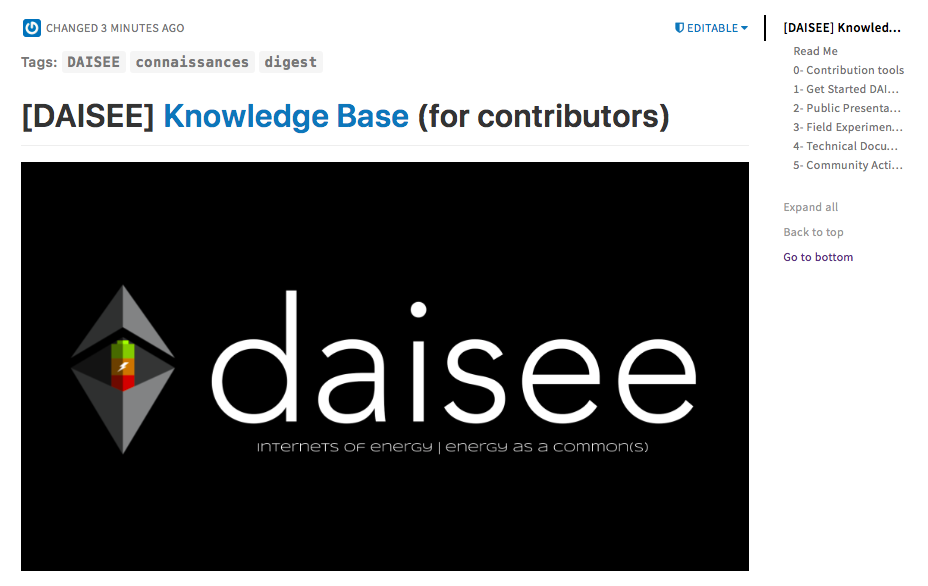 CHANGED 3 MINUTES AGO
EDITABLE
Tags: DAISEE connaissances digest
[DAISEE] Knowledge Base (for contributors)
daisee
INTERNETS OF ENERGY | ENERGY AS A COMMON(S)
[DAISEE] Knowled...
Read Me
0- Contribution tools
1- Get Started DAI...
2- Public Presenta...
3- Field Experimen...
4- Technical Docu...
5- Community Acti...
Expand all
Back to top
Go to bottom